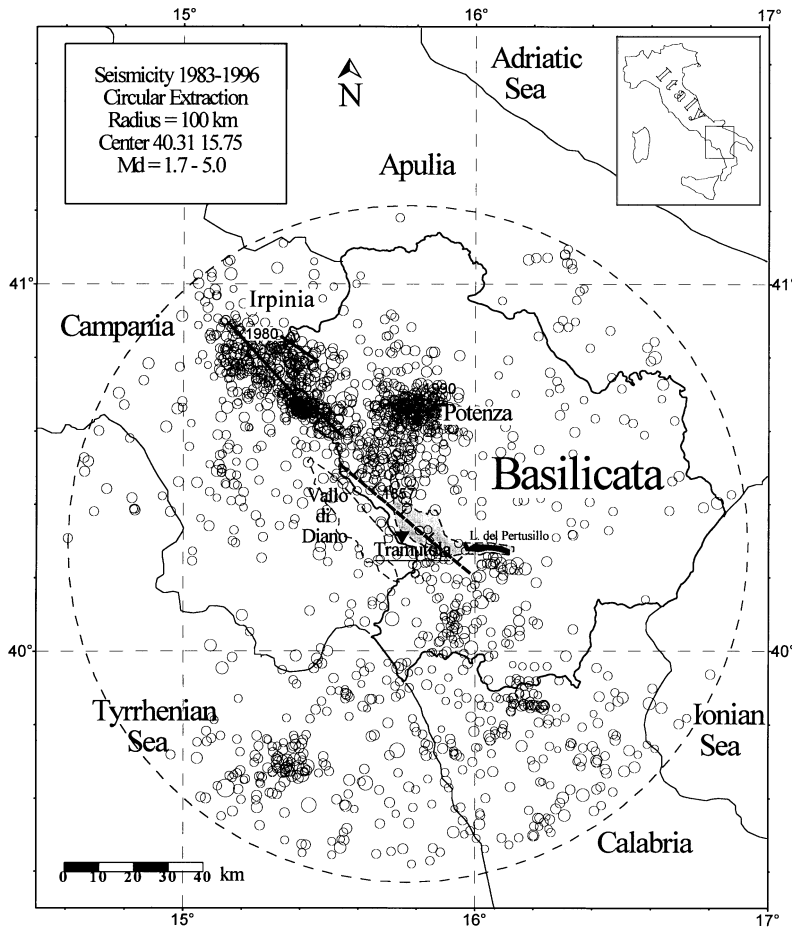 15°
16°
17°
Seismicity 1983-1996
Circular Extraction
Radius = 100 km
Center 40.31 15.75
Md = 1.7 - 5.0
N
Adriatic
Sea
Italy
Apulia
41°
41°
Irpinia
Campania
1980
1990
Potenza
Basilicata
1857
Vallo
di
Diano
L. del Pertusillo
Tramutola
40°
40°
Tyrrhenian
Sea
Ionian
Sea
Calabria
0 10 20 30 40 km
15°
16°
17°